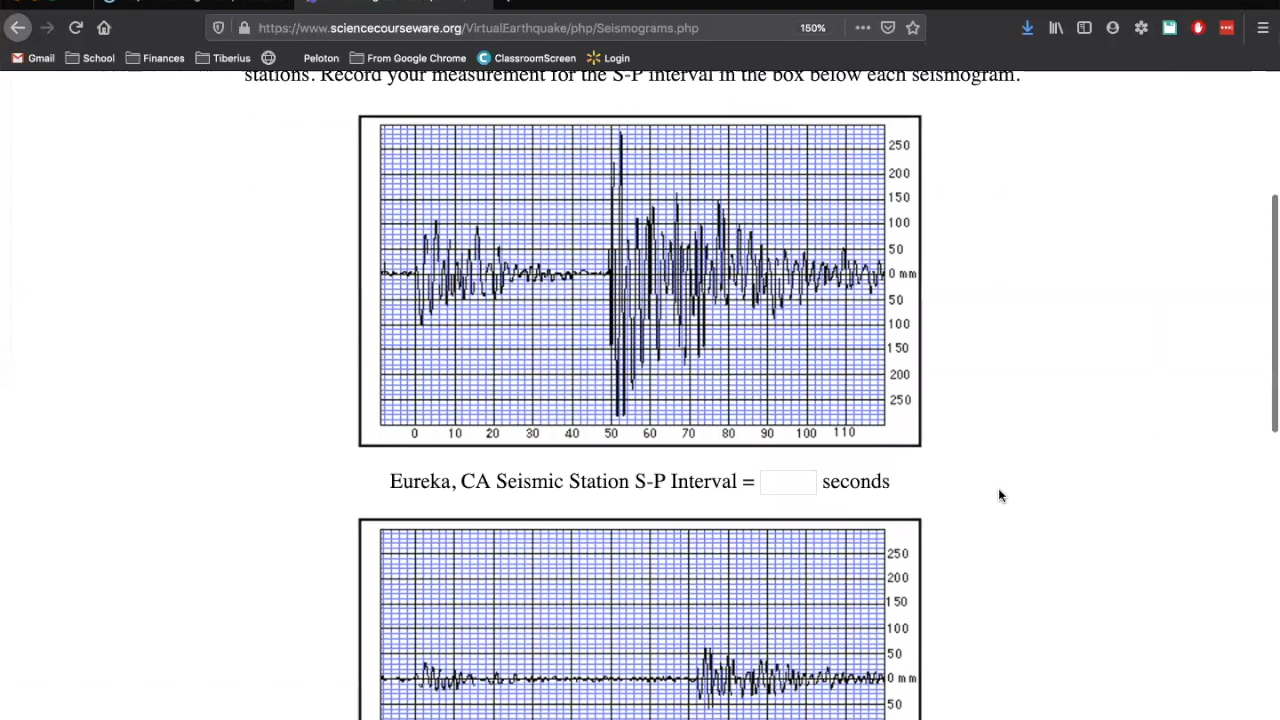 https://www.sciencecourseware.org/VirtualEarthquake/php/Seismograms.php
150%
Gmail School Finances Tiberius Peloton From Google Chrome ClassroomScreen Login
stations. Record your measurement for the S-P interval in the box below each seismogram.
250
200
150
100
50
0 mm
50
100
150
200
250
0 10 20 30 40 50 60 70 80 90 100 110
Eureka, CA Seismic Station S-P Interval = seconds
250
200
150
100
50
0 mm
50